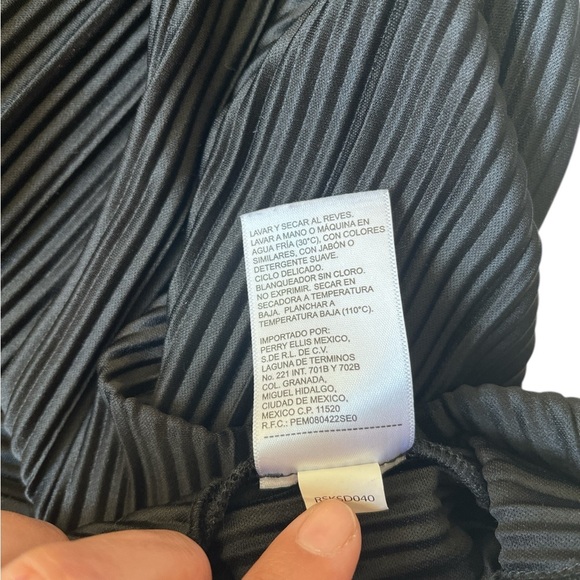 LAVAR Y SECAR AL REVES.
LAVAR A MANO O MÁQUINA EN
AGUA FRÍA (30°C), CON COLORES
SIMILARES, CON JABÓN O
DETERGENTE SUAVE.
CICLO DELICADO.
BLANQUEADOR SIN CLORO.
NO EXPRIMIR. SECAR EN
SECADORA A TEMPERATURA
BAJA. PLANCHAR A
TEMPERATURA BAJA (110°C).
IMPORTADO POR:
PERRY ELLIS MEXICO,
S.DE R.L. DE C.V.
LAGUNA DE TERMINOS
No. 221 INT. 701B Y 702B
COL. GRANADA,
MIGUEL HIDALGO,
CIUDAD DE MEXICO,
MEXICO C.P. 11520
R.F.C.: PEM080422SE0